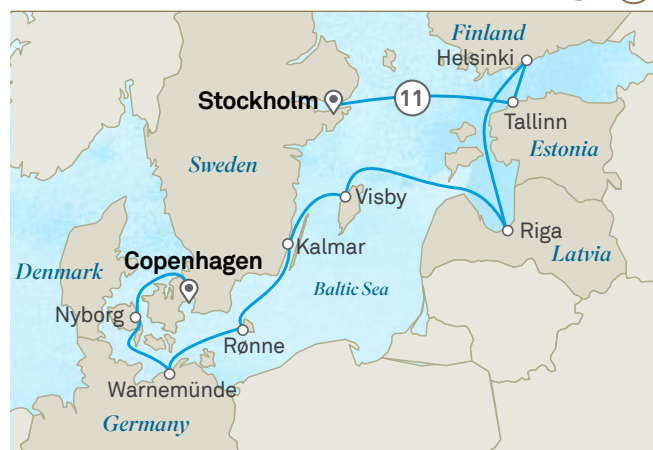 Finland
Helsinki
Stockholm
11
Tallinn
Estonia
Sweden
Visby
Riga
Kalmar
Latvia
Copenhagen
Denmark
Baltic Sea
Nyborg
Rønne
Warnemünde
Germany